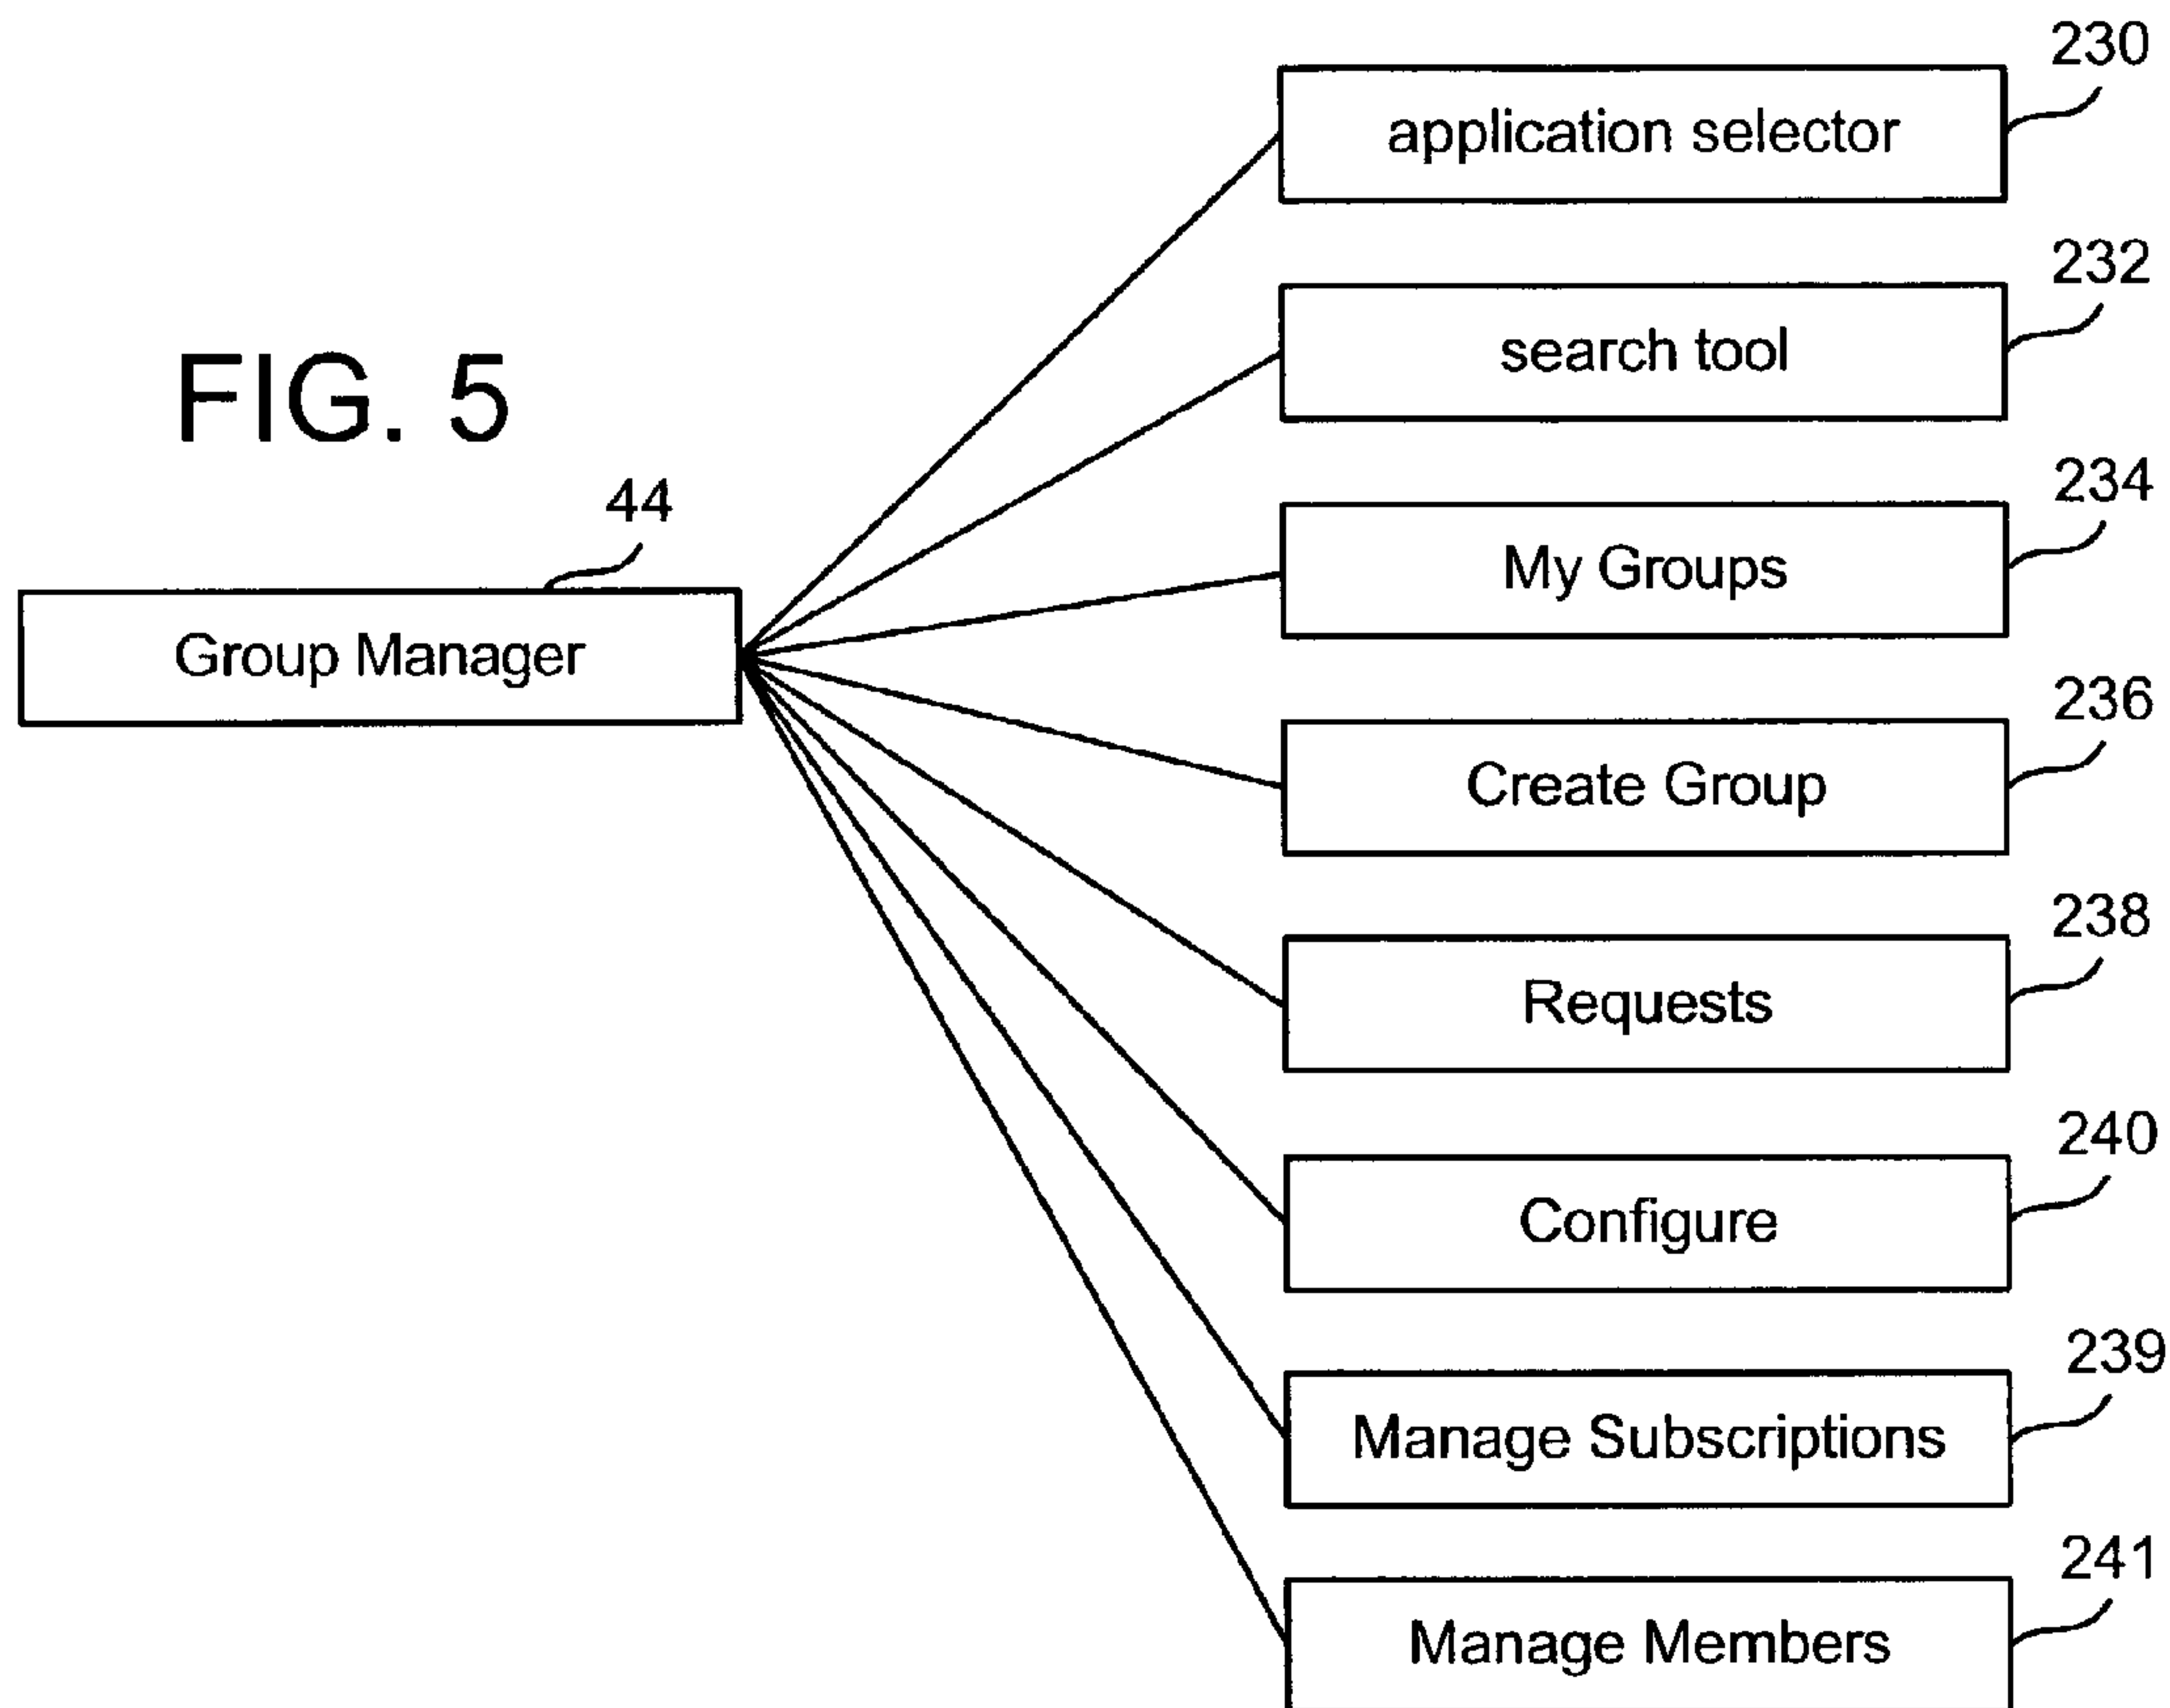 230
application selector
232
search tool
FIG. 5
234
44
My Groups
Group Manager
236
Create Group
238
Requests
240
Configure
239
Manage Subscriptions
241
Manage Members